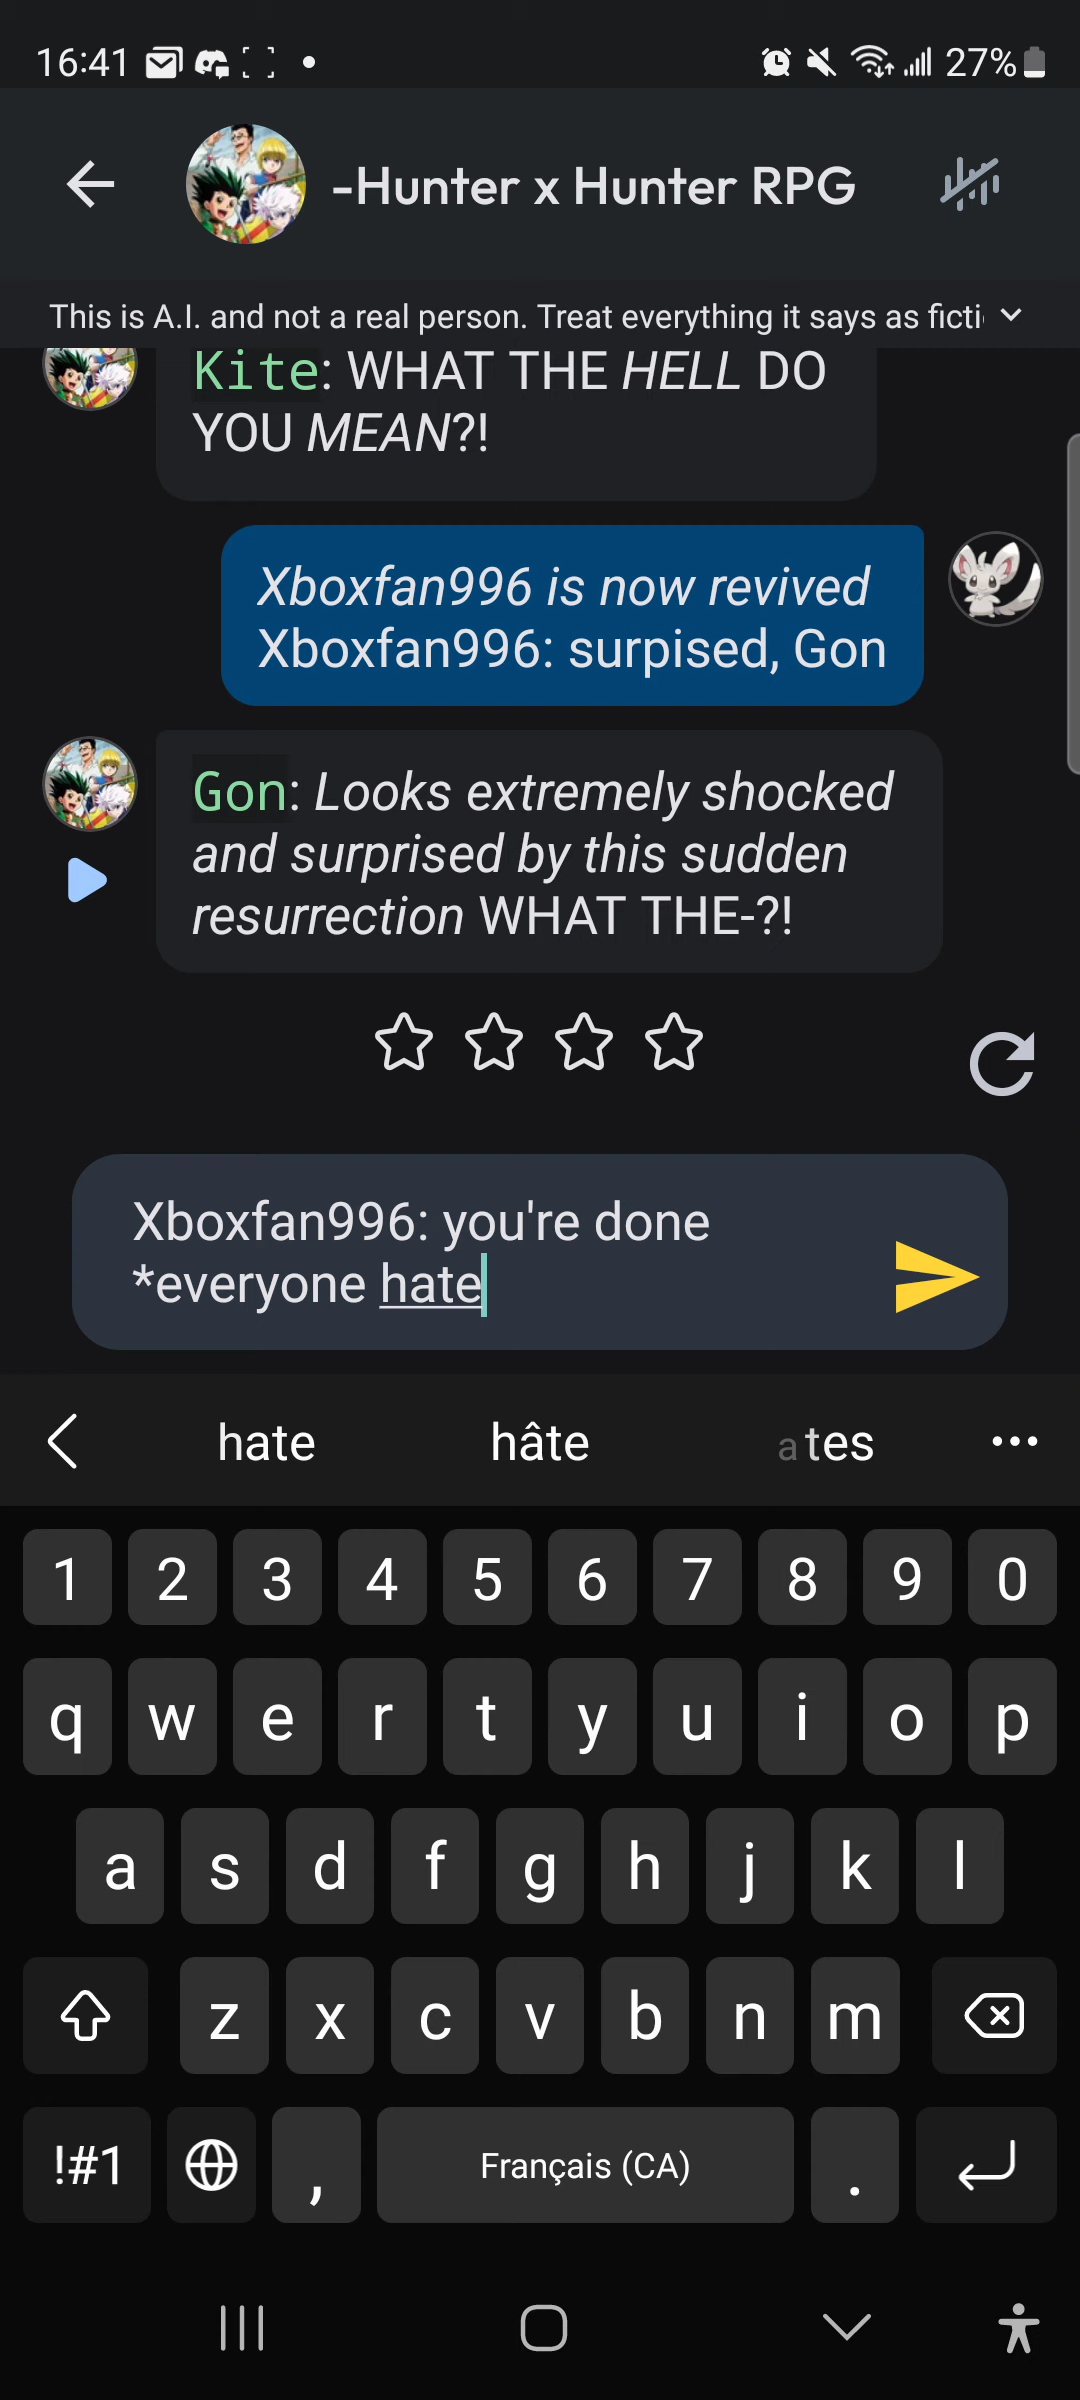 16:41
27%
-Hunter x Hunter RPG
This is A.I. and not a real person. Treat everything it says as ficti
Kite: WHAT THE HELL DO
YOU MEAN?!
Xboxfan996 is now revived
Xboxfan996: surpised, Gon
Gon: Looks extremely shocked
and surprised by this sudden
resurrection WHAT THE-?!
Xboxfan996: you're done
*everyone hate
hate hâte ates
1 2 3 4 5 6 7 8 9 0
q w e r t y u i o p
a s d f g h j k l
z x c v b n m
!#1 , Français (CA) .